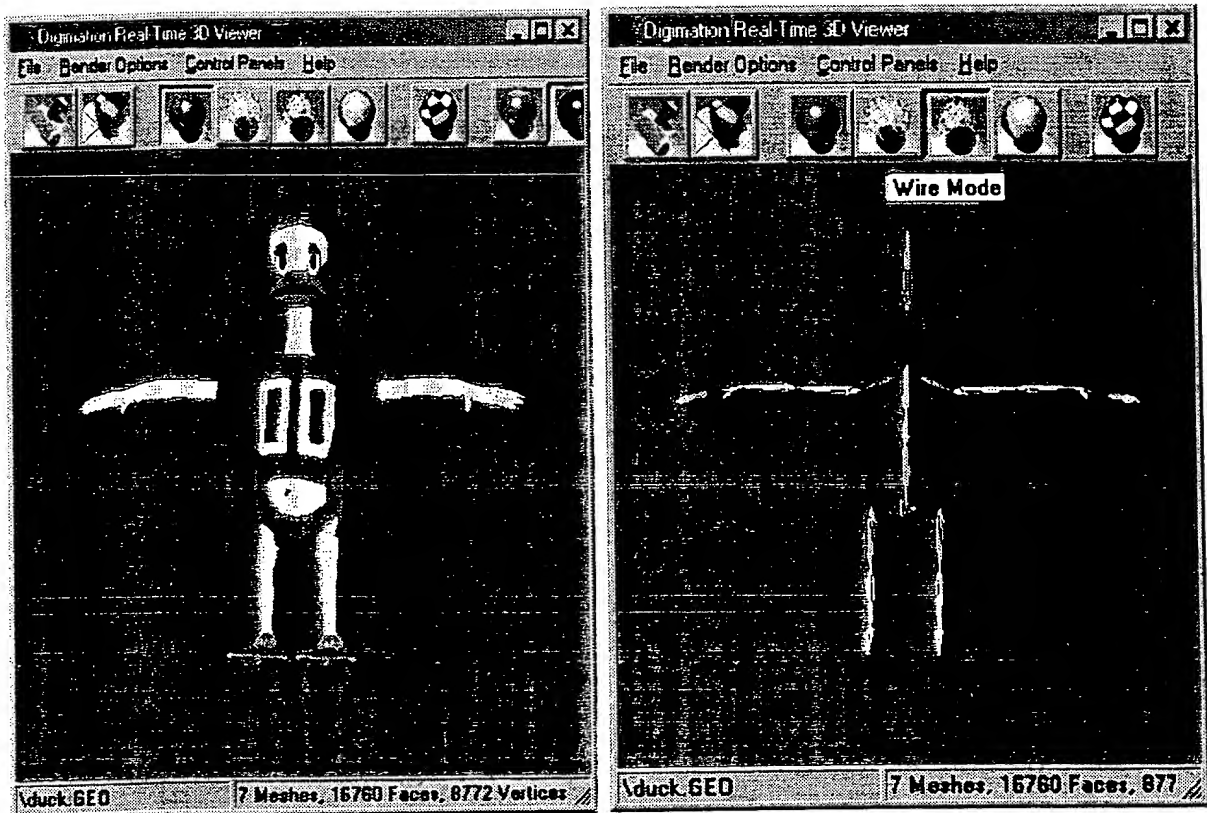 Digimation Real-Time 3D Viewer
File Render Options Control Panels Help
\duck.GEO
7 Meshes, 16760 Faces, 8772 Vertices
Digimation Real-Time 3D Viewer
File Render Options Control Panels Help
Wire Mode
\duck.GEO
7 Meshes, 16760 Faces, 877